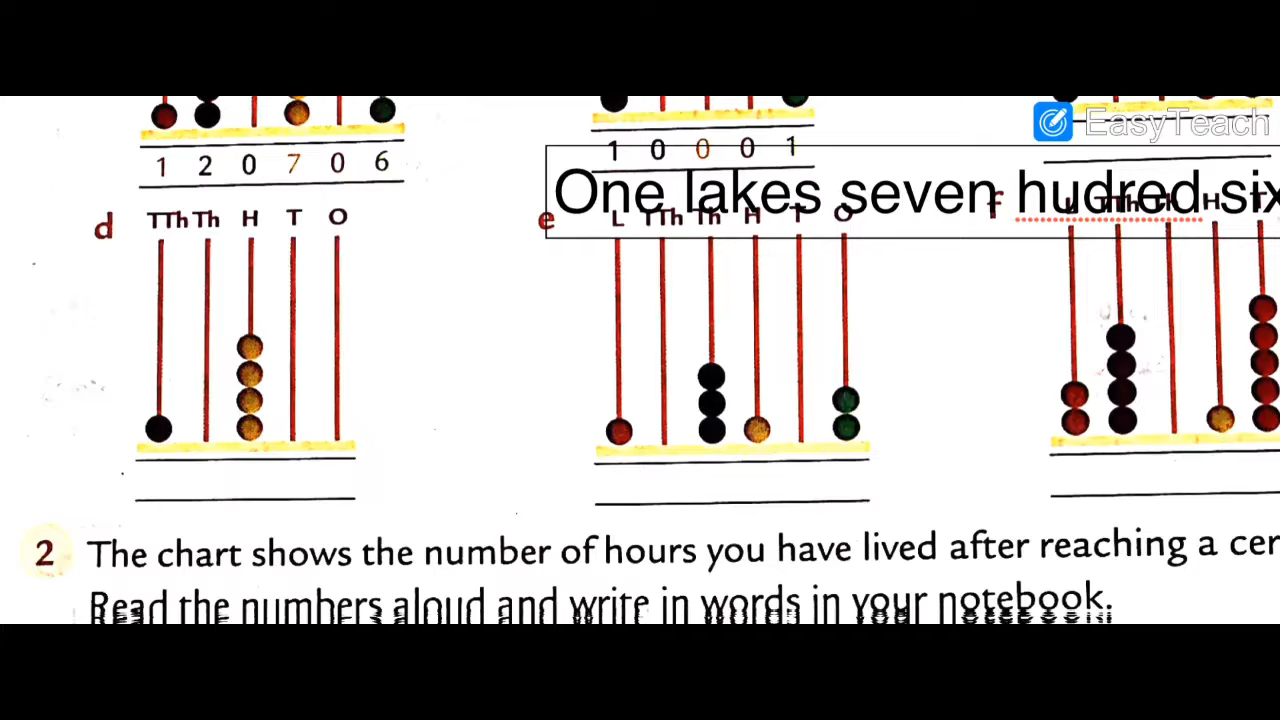 EasyTeach
1 2 0 7 0 6
1 0 0 0 1
One lakes seven hudred six
d TTh Th H T O
e L TTh Th H T O
f L TTh Th H T
2 The chart shows the number of hours you have lived after reaching a cer
Read the numbers aloud and write in words in your notebook.